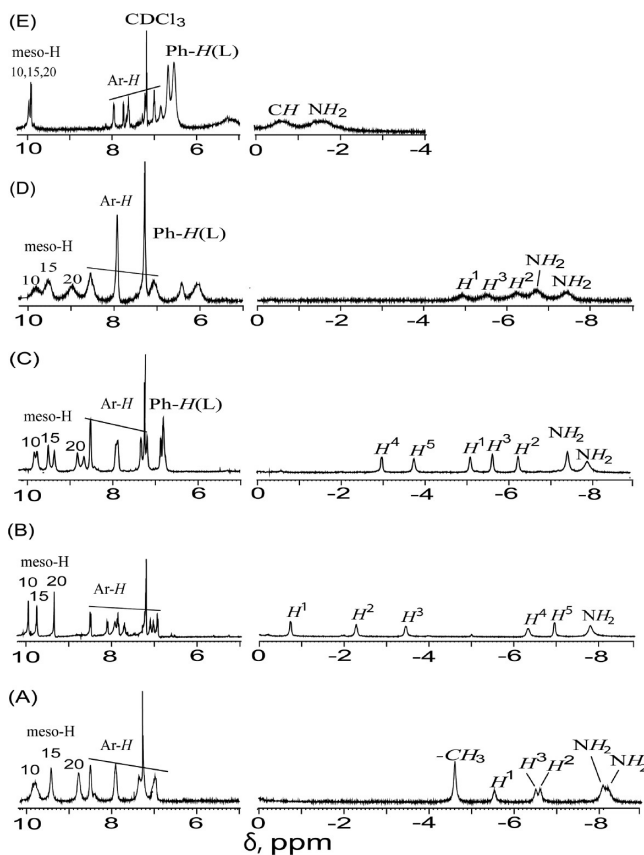 (E)
CDCl₃
meso-H
10,15,20
Ar-H
Ph-H(L)
CH NH₂
10 8 6 0 -2 -4
(D)
meso-H
10 15 20
Ar-H
Ph-H(L)
H¹ H³ H² NH₂ NH₂
10 8 6 0 -2 -4 -6 -8
(C)
meso-H
10 15 20
Ar-H
Ph-H(L)
H⁴ H⁵ H¹ H³ H² NH₂ NH₂
10 8 6 0 -2 -4 -6 -8
(B)
meso-H
10 15 20
Ar-H
H¹ H² H³ H⁴ H⁵ NH₂
10 8 6 0 -2 -4 -6 -8
(A)
meso-H
10 15 20
Ar-H
-CH₃ H¹ H³ H² NH₂ NH₂
10 8 6 0 -2 -4 -6 -8
δ, ppm